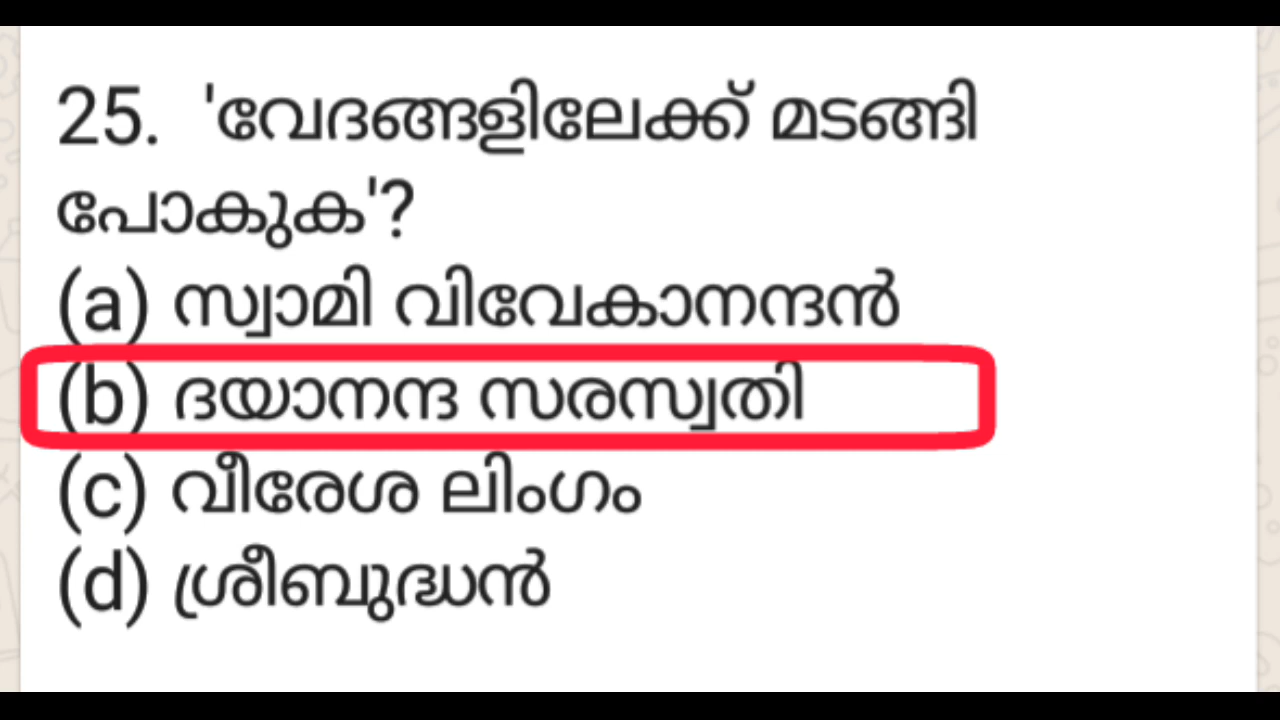 25. 'വേദങ്ങളിലേക്ക് മടങ്ങി
പോകുക'?
(a) സ്വാമി വിവേകാനന്ദൻ
(b) ദയാനന്ദ സരസ്വതി
(c) വീരേശ ലിംഗം
(d) ശ്രീബുദ്ധൻ